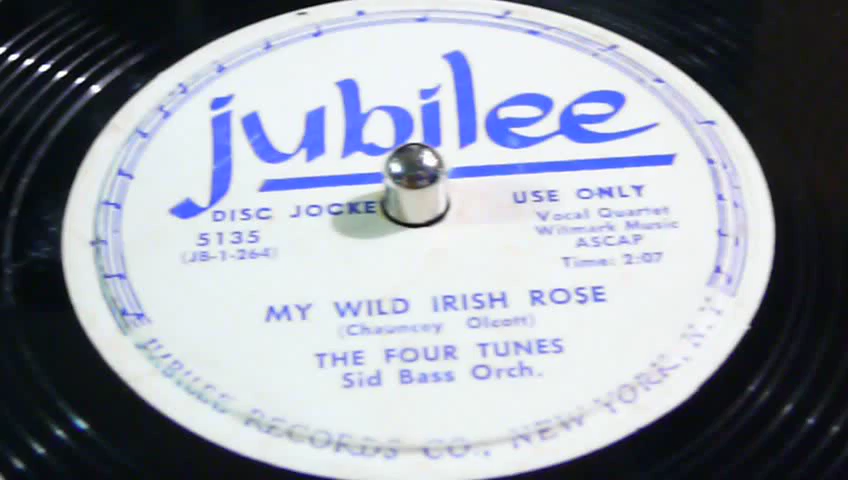 jubilee
DISC JOCKE USE ONLY
5135
(JB-1-264)
Vocal Quartet
Witmark Music
ASCAP
Time: 2:07
MY WILD IRISH ROSE
(Chauncey Olcott)
THE FOUR TUNES
Sid Bass Orch.
JUBILEE RECORDS CO., NEW YORK, N.Y.